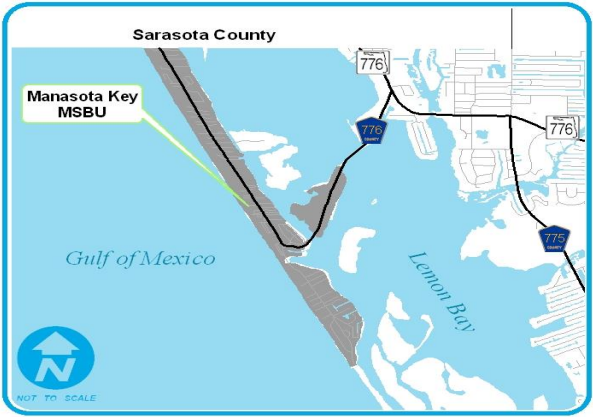 Sarasota County
776
Manasota Key
MSBU
776
COUNTY
776
775
COUNTY
Gulf of Mexico
Lemon Bay
N
NOT TO SCALE